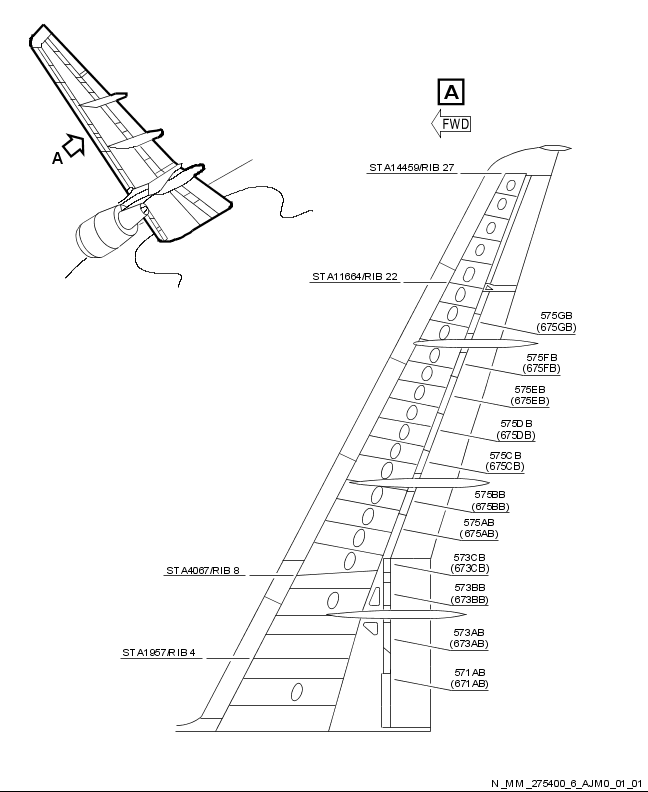 A
A
FWD
STA14459/RIB 27
STA11664/RIB 22
575GB
(675GB)
575FB
(675FB)
575EB
(675EB)
575DB
(675DB)
575CB
(675CB)
575BB
(675BB)
575AB
(675AB)
573CB
(673CB)
STA4067/RIB 8
573BB
(673BB)
573AB
(673AB)
STA1957/RIB 4
571AB
(671AB)
N_MM_275400_6_AJM0_01_01